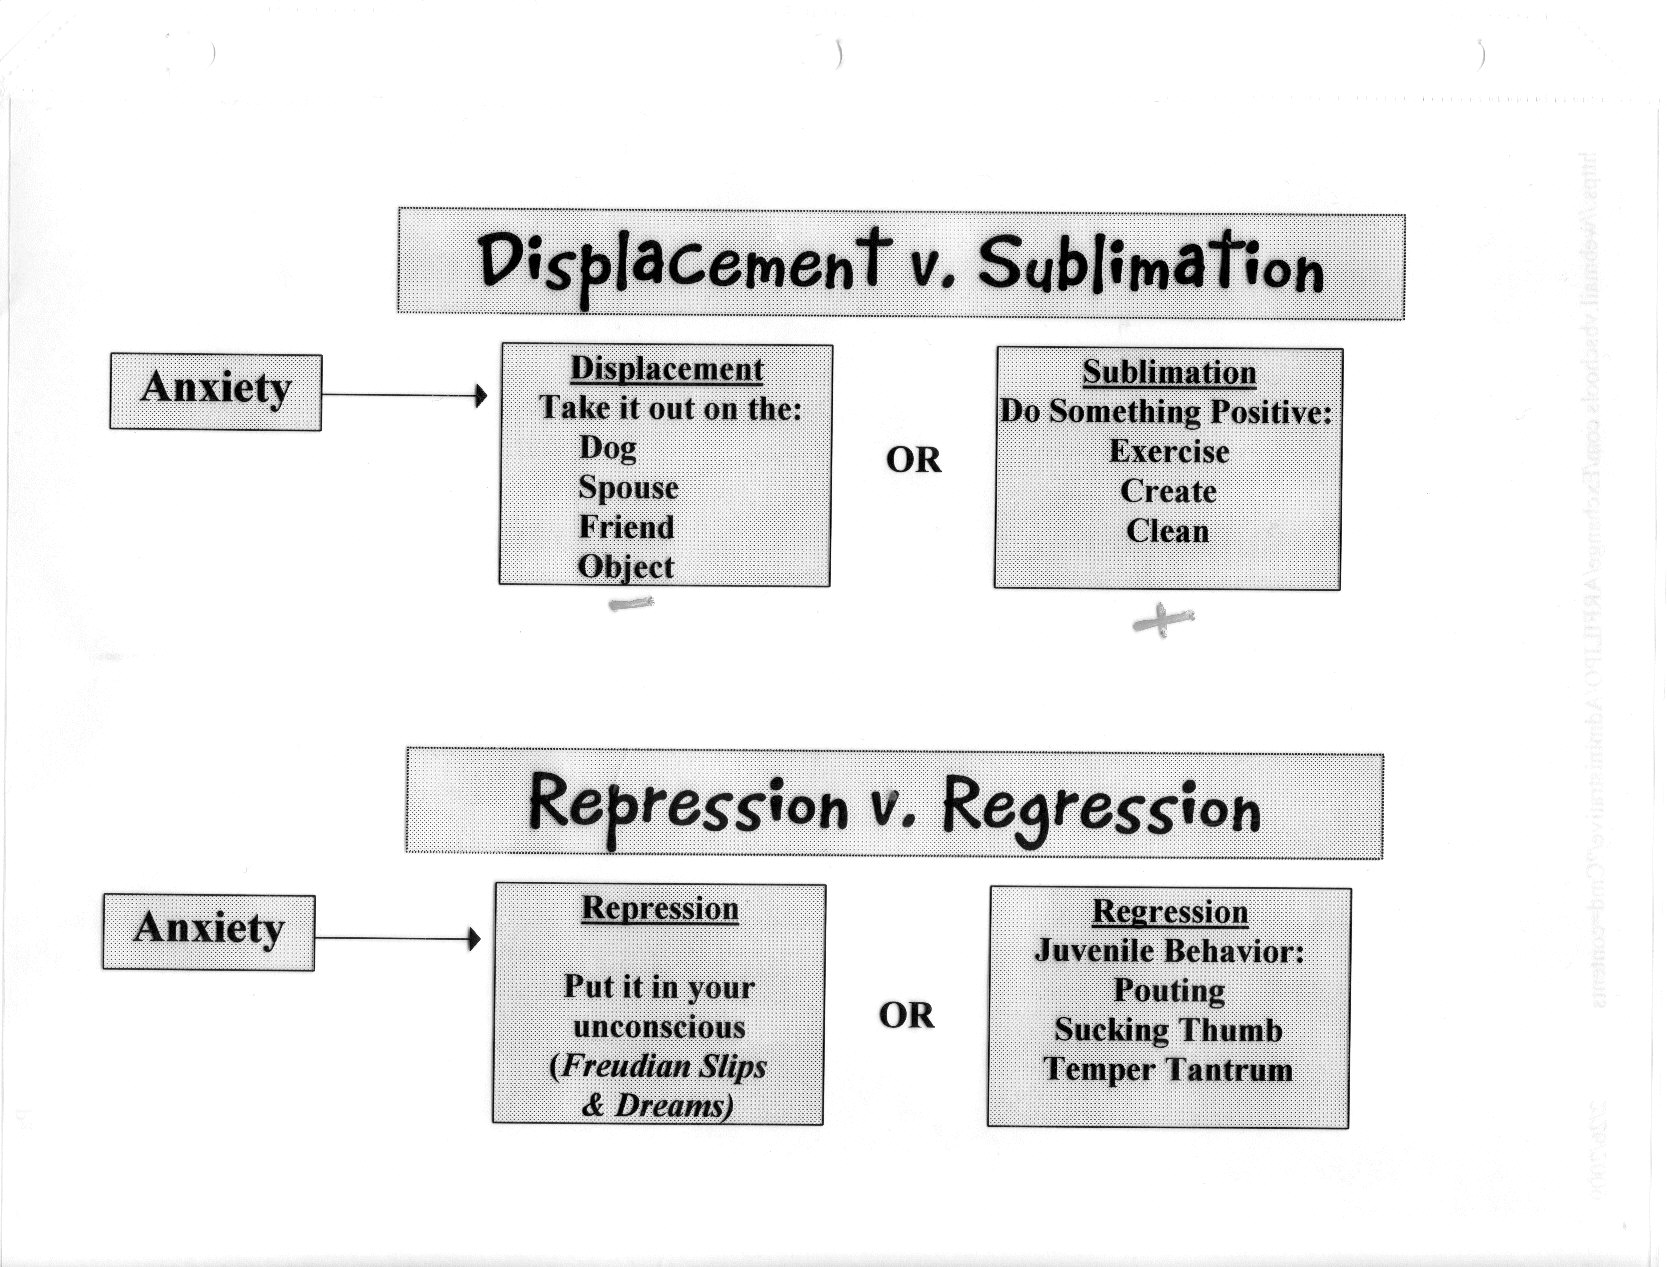 Displacement v. Sublimation
Anxiety
Displacement
Take it out on the:
Dog
Spouse
Friend
Object
−
OR
Sublimation
Do Something Positive:
Exercise
Create
Clean
+
Repression v. Regression
Anxiety
Repression
Put it in your
unconscious
(Freudian Slips
& Dreams)
OR
Regression
Juvenile Behavior:
Pouting
Sucking Thumb
Temper Tantrum